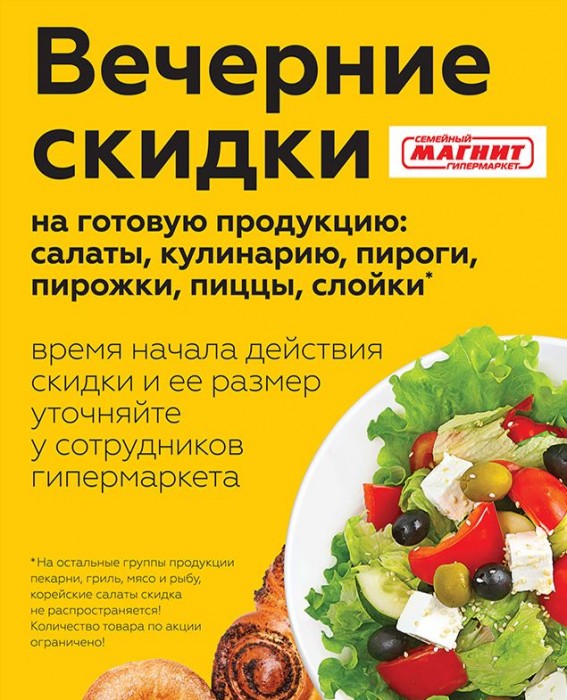 Вечерние
скидки
СЕМЕЙНЫЙ
МАГНИТ
ГИПЕРМАРКЕТ
на готовую продукцию:
салаты, кулинарию, пироги,
пирожки, пиццы, слойки*
время начала действия
скидки и ее размер
уточняйте
у сотрудников
гипермаркета
*На остальные группы продукции
пекарни, гриль, мясо и рыбу,
корейские салаты скидка
не распространяется!
Количество товара по акции
ограничено!